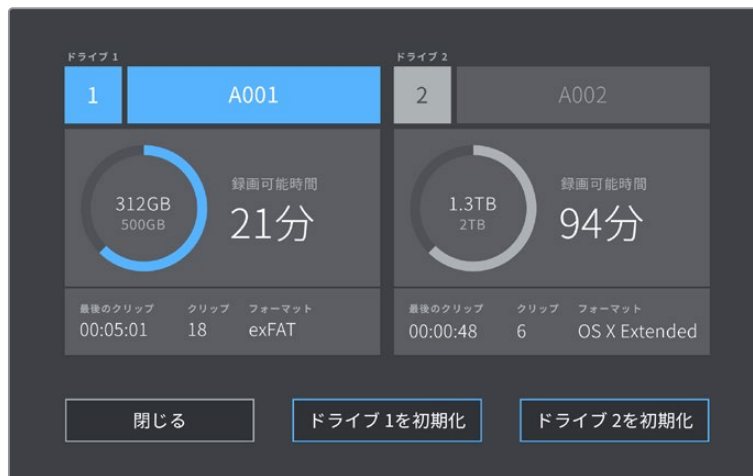 ドライブ 1
1
A001
312GB
500GB
録画可能時間
21分
最後のクリップ クリップ フォーマット
00:05:01 18 exFAT
ドライブ 2
2
A002
1.3TB
2TB
録画可能時間
94分
最後のクリップ クリップ フォーマット
00:00:48 6 OS X Extended
閉じる
ドライブ 1を初期化
ドライブ 2を初期化